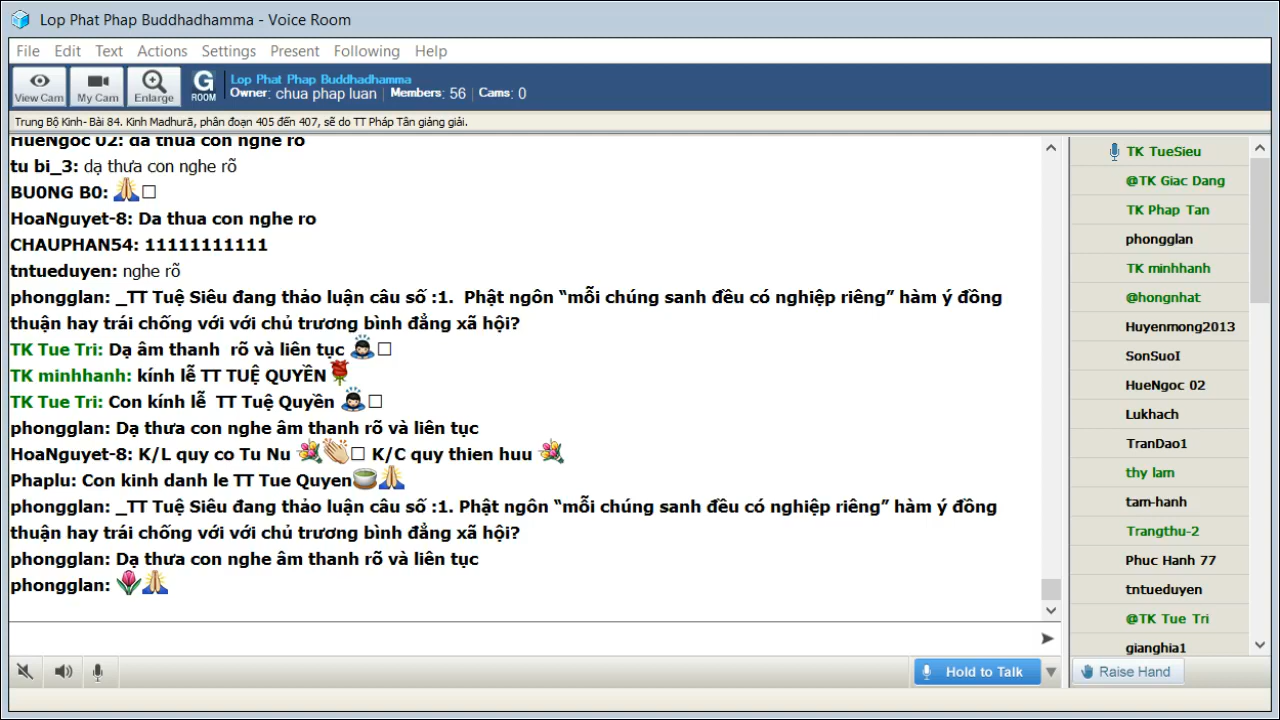 Lop Phat Phap Buddhadhamma - Voice Room
File Edit Text Actions Settings Present Following Help
View Cam My Cam Enlarge G ROOM
Lop Phat Phap Buddhadhamma
Owner: chua phap luan | Members: 56 | Cams: 0
Trung Bộ Kinh- Bài 84. Kinh Madhurā, phân đoạn 405 đến 407, sẽ do TT Pháp Tân giảng giải.
HueNgoc 02: da thua con nghe ro
tu bi_3: dạ thưa con nghe rõ
BU0NG B0: 🙏□
HoaNguyet-8: Da thua con nghe ro
CHAUPHAN54: 11111111111
tntueduyen: nghe rõ
phongglan: _TT Tuệ Siêu đang thảo luận câu số :1. Phật ngôn “mỗi chúng sanh đều có nghiệp riêng” hàm ý đồng
thuận hay trái chống với với chủ trương bình đẳng xã hội?
TK Tue Tri: Dạ âm thanh rõ và liên tục 🙇□
TK minhhanh: kính lễ TT TUỆ QUYỀN 🌹
TK Tue Tri: Con kính lễ TT Tuệ Quyền 🙇□
phongglan: Dạ thưa con nghe âm thanh rõ và liên tục
HoaNguyet-8: K/L quy co Tu Nu 💐👏□ K/C quy thien huu 💐
Phaplu: Con kinh danh le TT Tue Quyen🍵🙏
phongglan: _TT Tuệ Siêu đang thảo luận câu số :1. Phật ngôn “mỗi chúng sanh đều có nghiệp riêng” hàm ý đồng
thuận hay trái chống với với chủ trương bình đẳng xã hội?
phongglan: Dạ thưa con nghe âm thanh rõ và liên tục
phongglan: 🌷🙏
TK TueSieu
@TK Giac Dang
TK Phap Tan
phongglan
TK minhhanh
@hongnhat
Huyenmong2013
SonSuoI
HueNgoc 02
Lukhach
TranDao1
thy lam
tam-hanh
Trangthu-2
Phuc Hanh 77
tntueduyen
@TK Tue Tri
gianghia1
Hold to Talk
Raise Hand